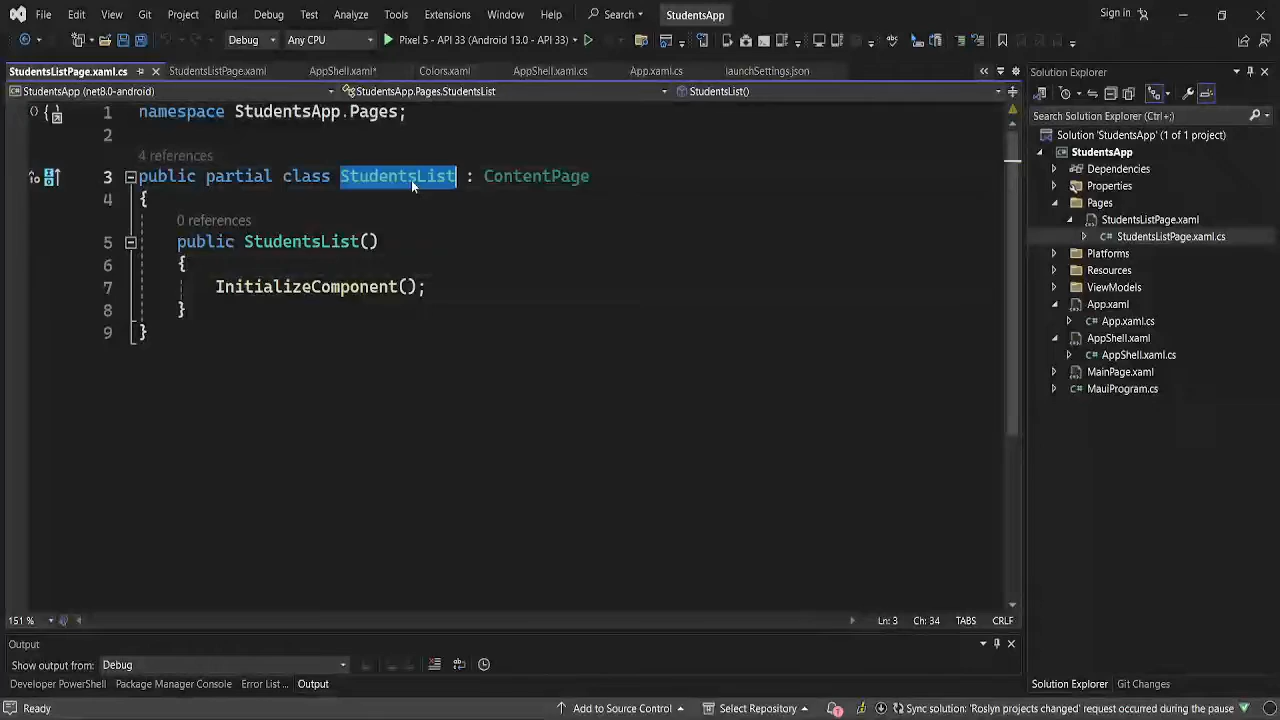 File Edit View Git Project Build Debug Test Analyze Tools Extensions Window Help Search StudentsApp Sign in
Debug Any CPU Pixel 5 - API 33 (Android 13.0 - API 33)
StudentsListPage.xaml.cs StudentsListPage.xaml AppShell.xaml* Colors.xaml AppShell.xaml.cs App.xaml.cs launchSettings.json
StudentsApp (net8.0-android) StudentsApp.Pages.StudentsList StudentsList()
1 namespace StudentsApp.Pages;
2
4 references
3 public partial class StudentsList : ContentPage
4 {
0 references
5 public StudentsList()
6 {
7 InitializeComponent();
8 }
9 }
151 % Ln: 3 Ch: 34 TABS CRLF
Output
Show output from: Debug
Developer PowerShell Package Manager Console Error List ... Output
Solution Explorer
Search Solution Explorer (Ctrl+;)
Solution 'StudentsApp' (1 of 1 project)
StudentsApp
Dependencies
Properties
Pages
StudentsListPage.xaml
C# StudentsListPage.xaml.cs
Platforms
Resources
ViewModels
App.xaml
C# App.xaml.cs
AppShell.xaml
C# AppShell.xaml.cs
MainPage.xaml
C# MauiProgram.cs
Solution Explorer Git Changes
Ready Add to Source Control Select Repository 1 Sync solution: 'Roslyn projects changed' request occurred during the pause